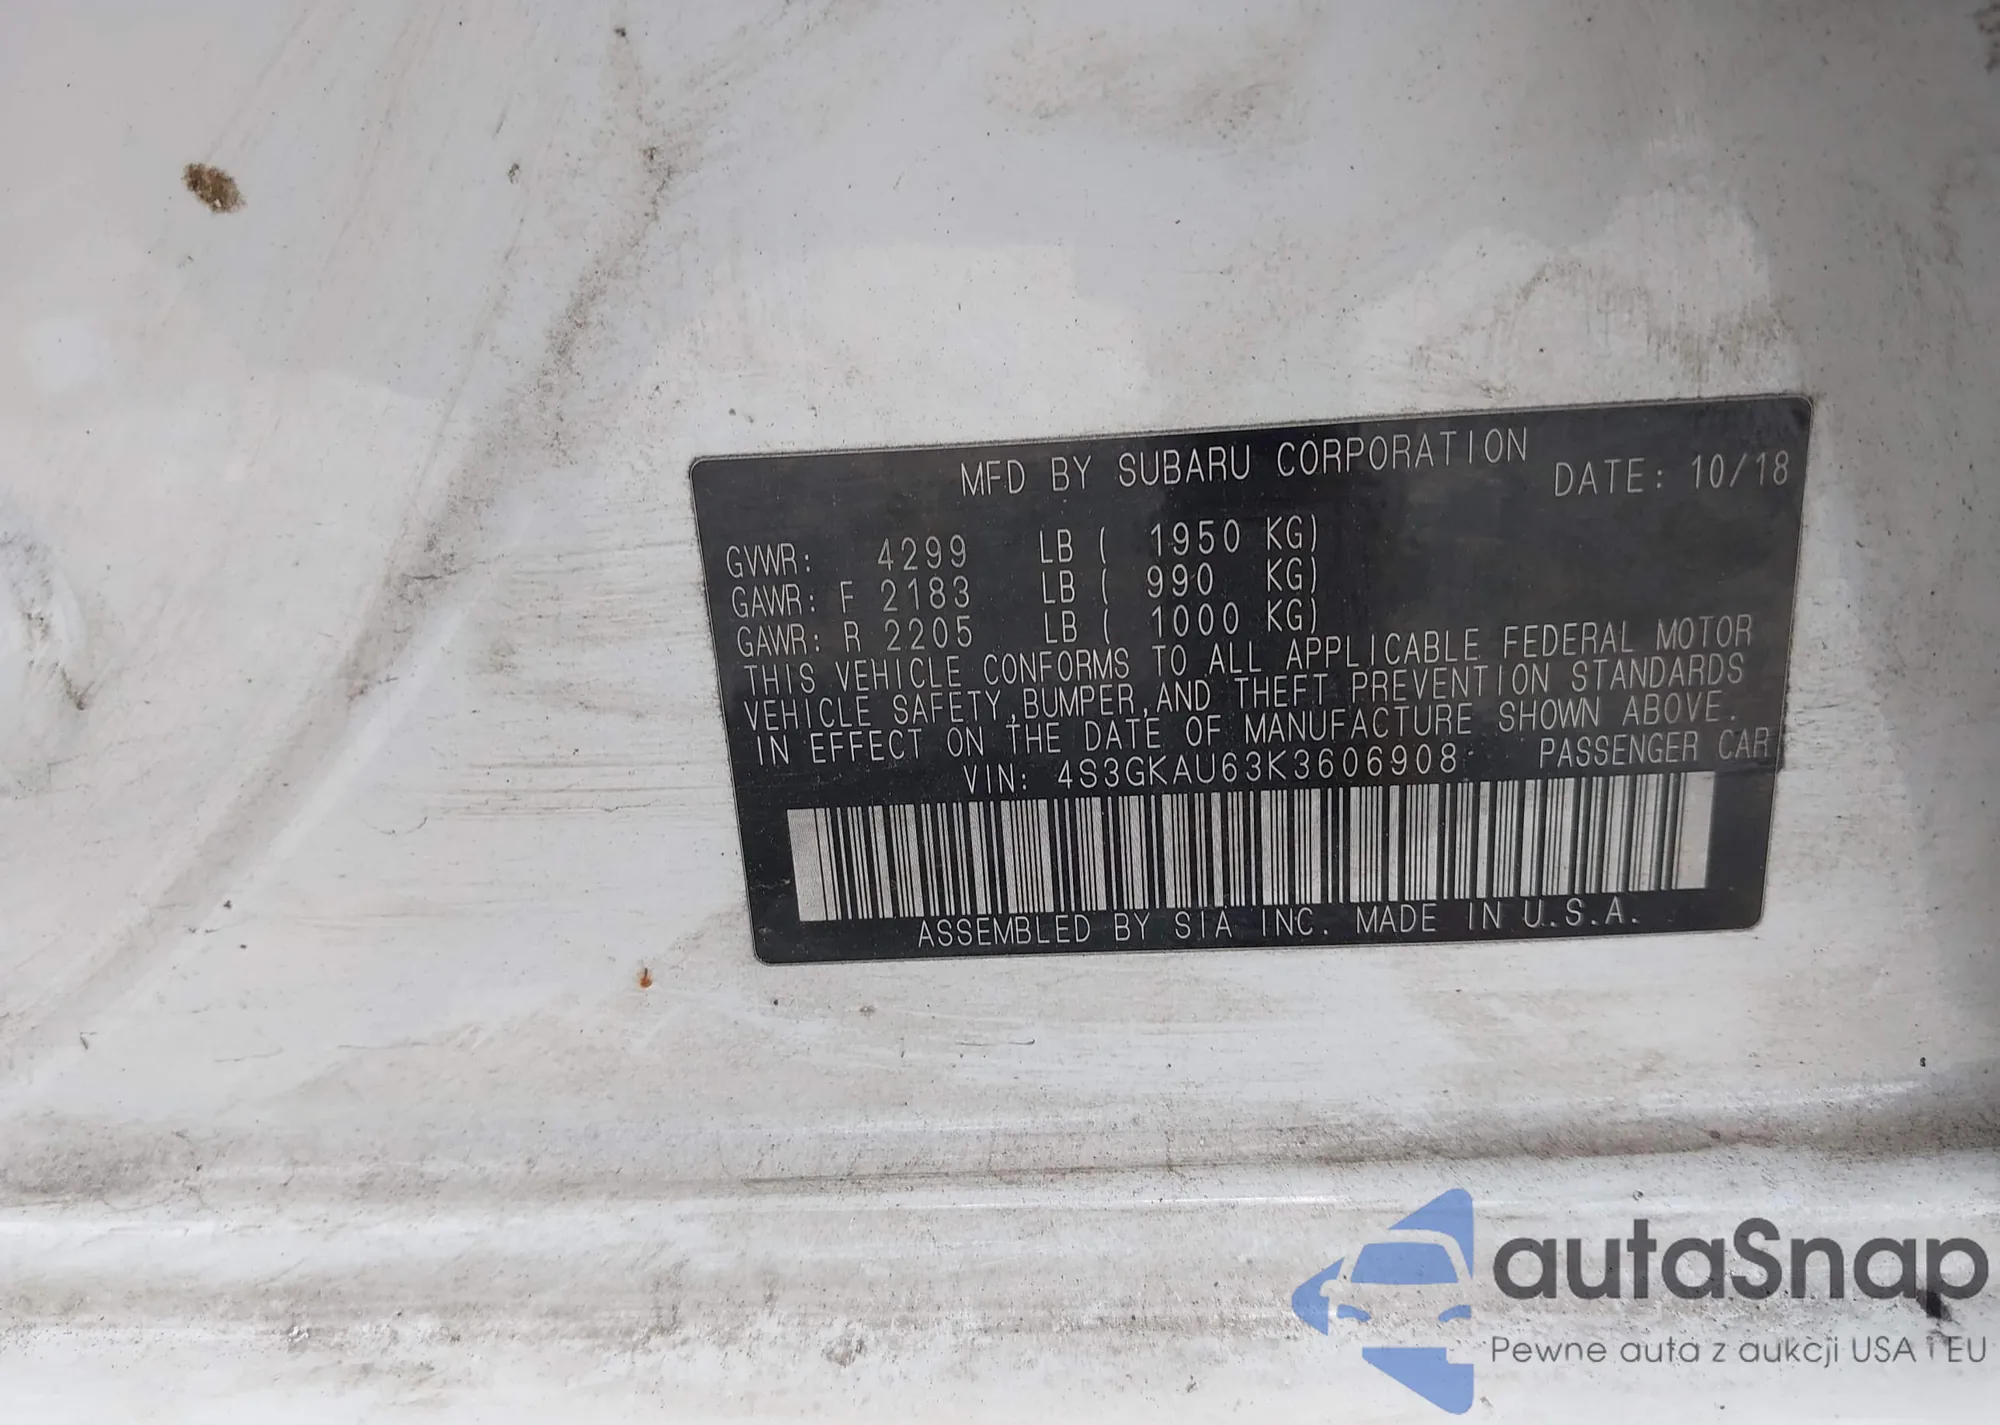 MFD BY SUBARU CORPORATION DATE: 10/18
GVWR: 4299 LB ( 1950 KG)
GAWR: F 2183 LB ( 990 KG)
GAWR: R 2205 LB ( 1000 KG)
THIS VEHICLE CONFORMS TO ALL APPLICABLE FEDERAL MOTOR
VEHICLE SAFETY,BUMPER,AND THEFT PREVENTION STANDARDS
IN EFFECT ON THE DATE OF MANUFACTURE SHOWN ABOVE.
VIN: 4S3GKAU63K3606908 PASSENGER CAR
ASSEMBLED BY SIA INC. MADE IN U.S.A.
autaSnap
Pewne auta z aukcji USA i EU